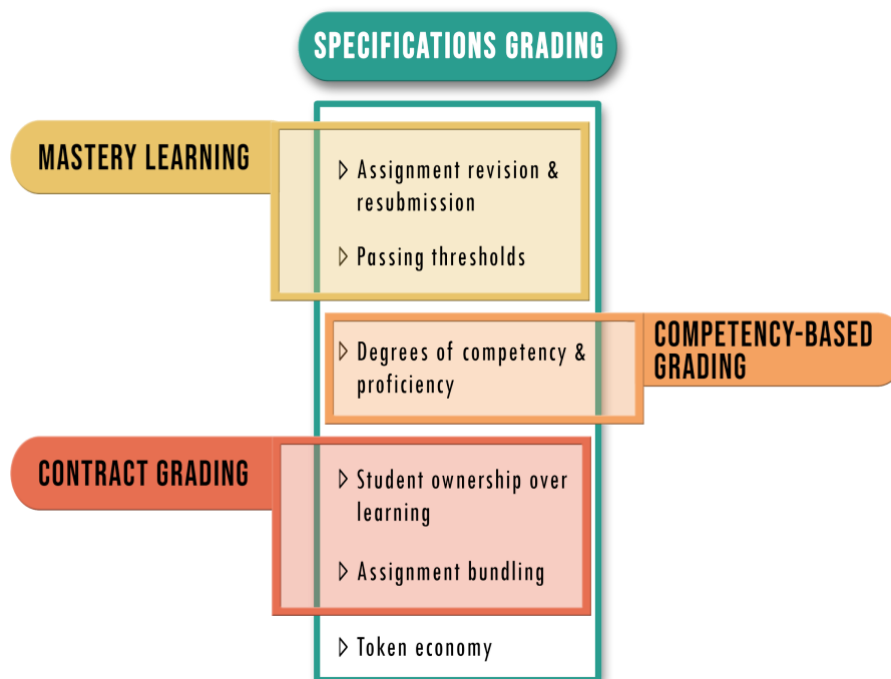 SPECIFICATIONS GRADING
MASTERY LEARNING
▷ Assignment revision &
resubmission
▷ Passing thresholds
COMPETENCY-BASED
GRADING
▷ Degrees of competency &
proficiency
CONTRACT GRADING
▷ Student ownership over
learning
▷ Assignment bundling
▷ Token economy